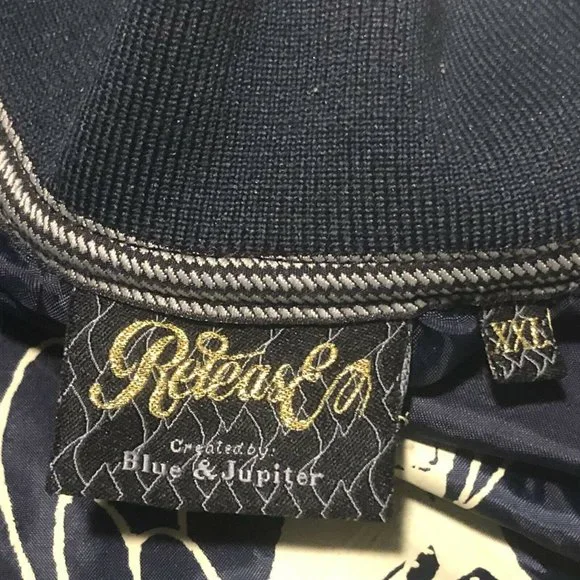 Release
Created by:
Blue & Jupiter
XXL